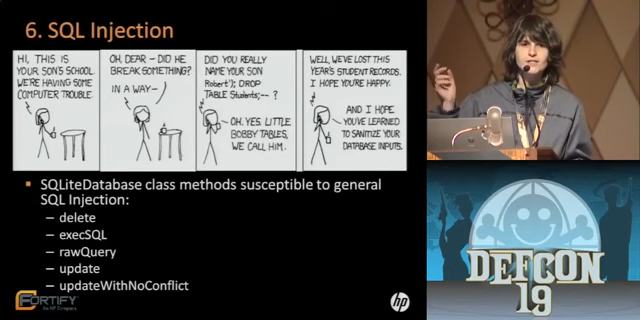 6. SQL Injection
HI, THIS IS
YOUR SON'S SCHOOL.
WE'RE HAVING SOME
COMPUTER TROUBLE.
OH, DEAR – DID HE
BREAK SOMETHING?
IN A WAY–
DID YOU REALLY
NAME YOUR SON
Robert'); DROP
TABLE Students;-- ?
OH, YES. LITTLE
BOBBY TABLES,
WE CALL HIM.
WELL, WE'VE LOST THIS
YEAR'S STUDENT RECORDS.
I HOPE YOU'RE HAPPY.
AND I HOPE
YOU'VE LEARNED
TO SANITIZE YOUR
DATABASE INPUTS.
SQLiteDatabase class methods susceptible to general
SQL Injection:
– delete
– execSQL
– rawQuery
– update
– updateWithNoConflict
FORTIFY
An HP Company
hp
DEFCON
19